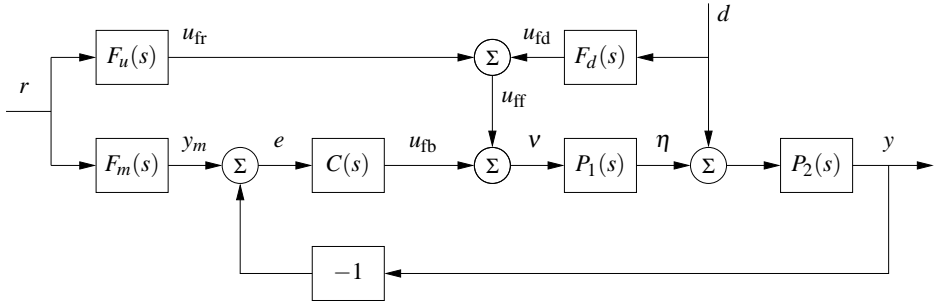 d
u_fr
u_fd
F_u(s)
Σ
F_d(s)
r
u_ff
y_m
e
u_fb
ν
η
y
F_m(s)
Σ
C(s)
Σ
P_1(s)
Σ
P_2(s)
−1